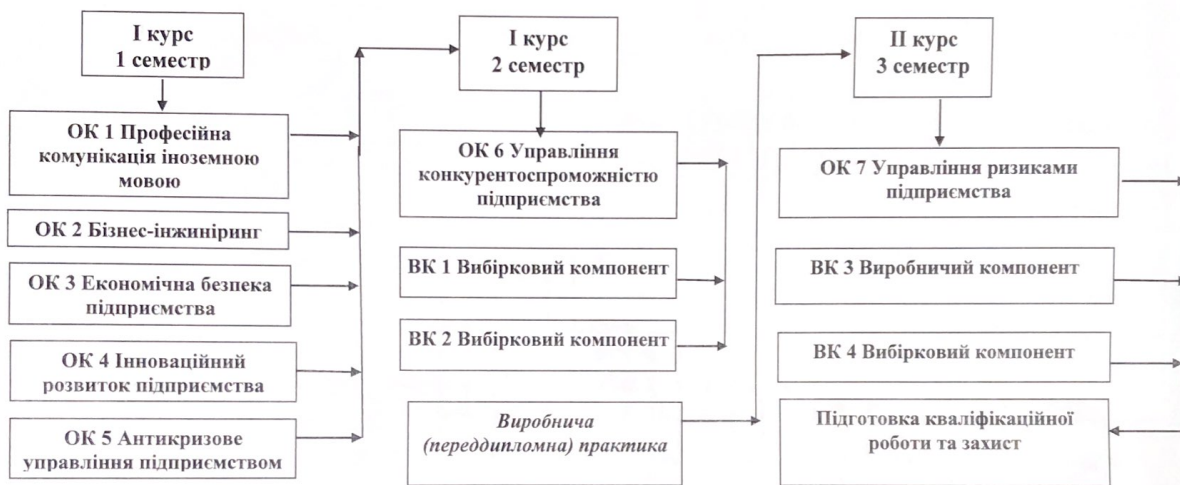 І курс
1 семестр
ОК 1 Професійна
комунікація іноземною
мовою
ОК 2 Бізнес-інжиніринг
ОК 3 Економічна безпека
підприємства
ОК 4 Інноваційний
розвиток підприємства
ОК 5 Антикризове
управління підприємством
І курс
2 семестр
ОК 6 Управління
конкурентоспроможністю
підприємства
ВК 1 Вибірковий компонент
ВК 2 Вибірковий компонент
Виробнича
(переддипломна) практика
ІІ курс
3 семестр
ОК 7 Управління ризиками
підприємства
ВК 3 Виробничий компонент
ВК 4 Вибірковий компонент
Підготовка кваліфікаційної
роботи та захист